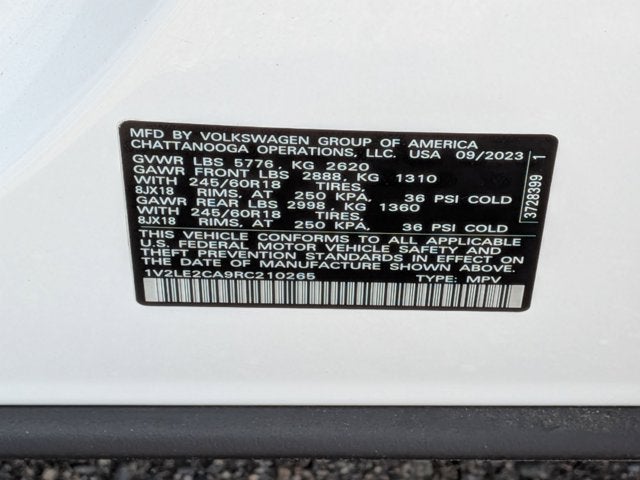 MFD BY VOLKSWAGEN GROUP OF AMERICA
CHATTANOOGA OPERATIONS, LLC. USA 09/2023
GVWR LBS 5776, KG 2620
GAWR FRONT LBS 2888, KG 1310
WITH 245/60R18 TIRES,
8JX18 RIMS, AT 250 KPA, 36 PSI COLD
GAWR REAR LBS 2998, KG 1360
WITH 245/60R18 TIRES,
8JX18 RIMS, AT 250 KPA, 36 PSI COLD
THIS VEHICLE CONFORMS TO ALL APPLICABLE
U.S. FEDERAL MOTOR VEHICLE SAFETY AND
THEFT PREVENTION STANDARDS IN EFFECT ON
THE DATE OF MANUFACTURE SHOWN ABOVE.
1V2LE2CA9RC210265 TYPE: MPV
3728399 1